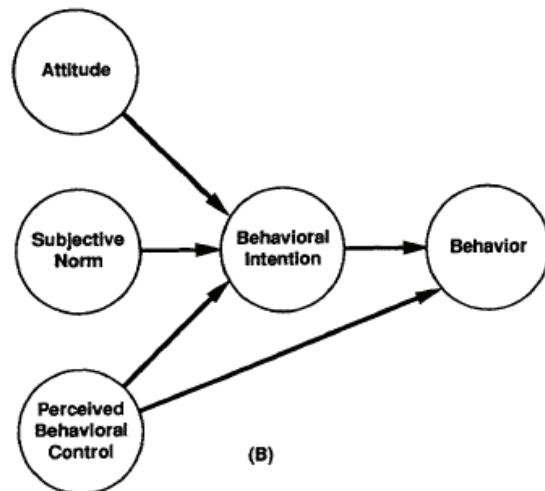 Attitude
Subjective
Norm
Behavioral
Intention
Behavior
Perceived
Behavioral
Control
(B)